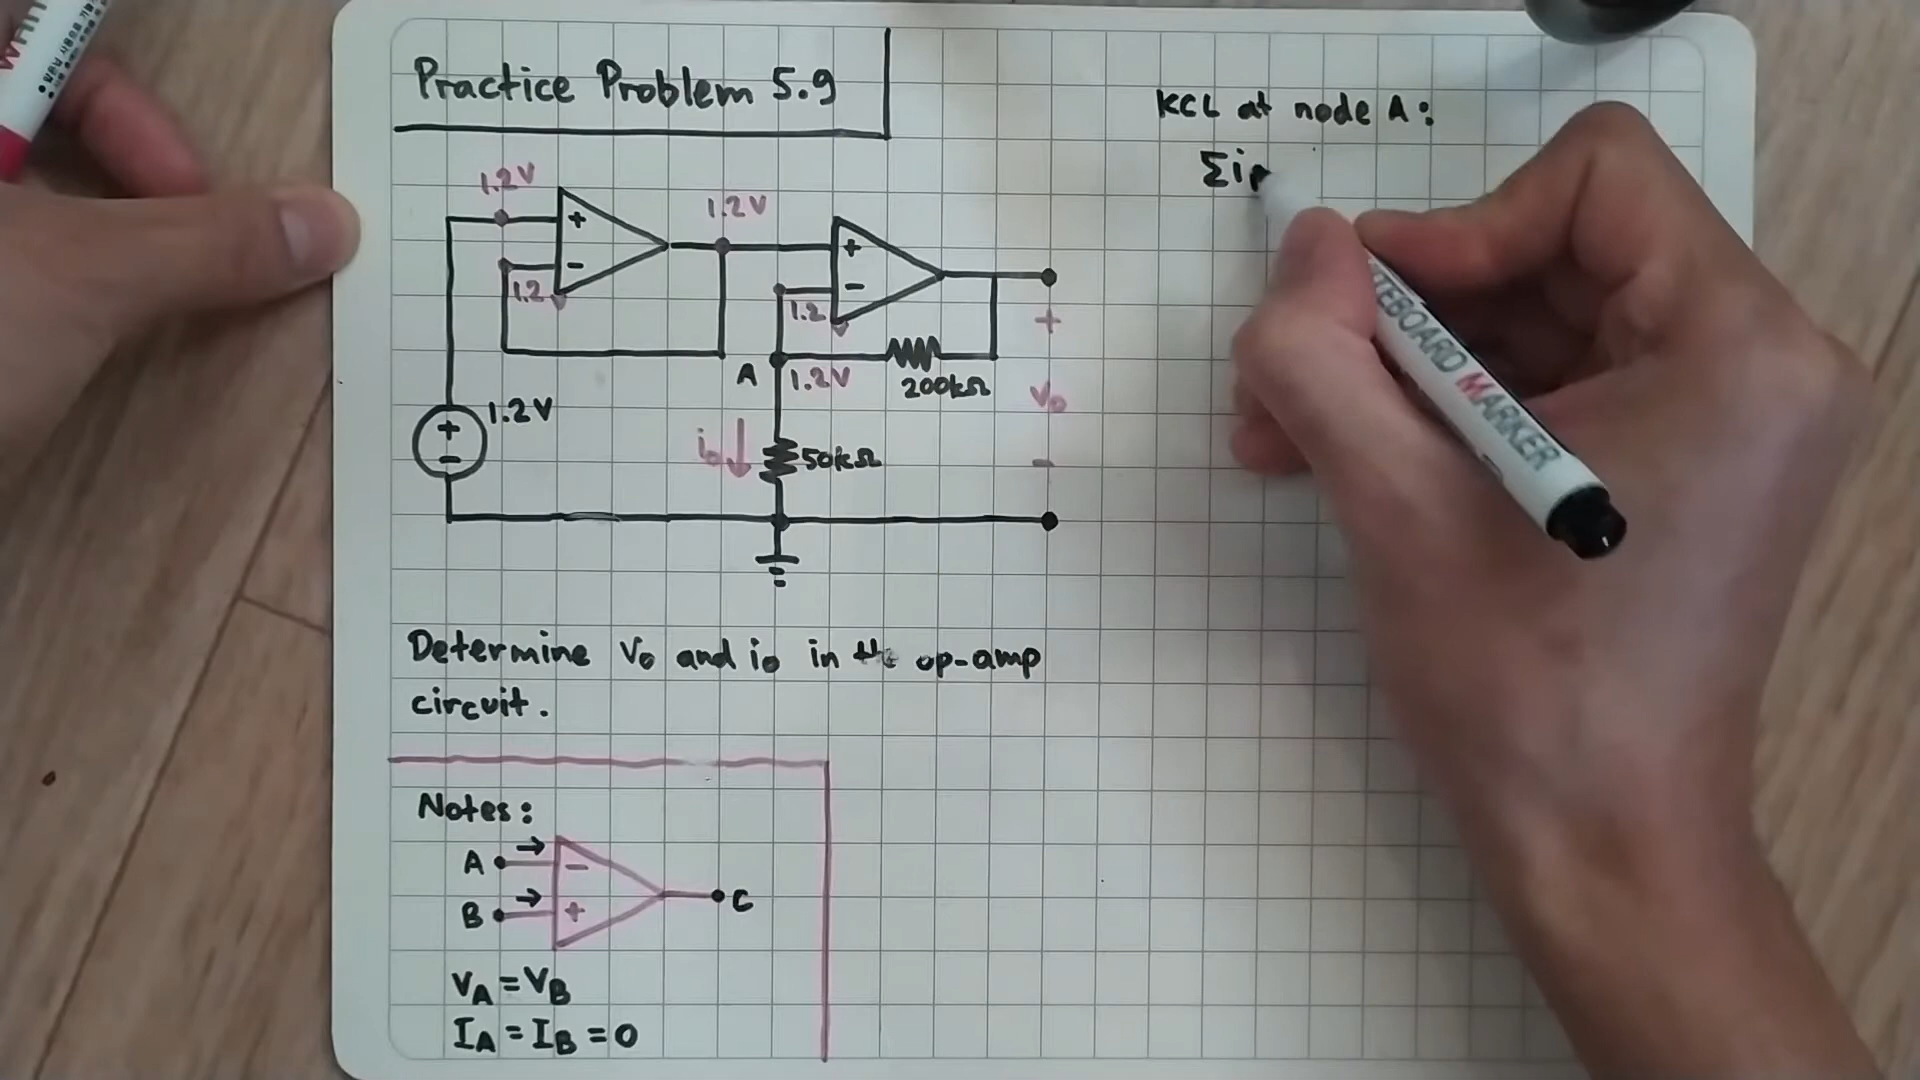 Practice Problem 5.9
KCL at node A:
Σi
1.2V
+
-
1.2V
1.2V
+
-
1.2V
A
1.2V
200kΩ
+
Vo
-
+
-
1.2V
io
50kΩ
Determine Vo and io in the op-amp
circuit.
Notes:
A
-
B
+
C
VA = VB
IA = IB = 0
WHITEBOARD MARKER